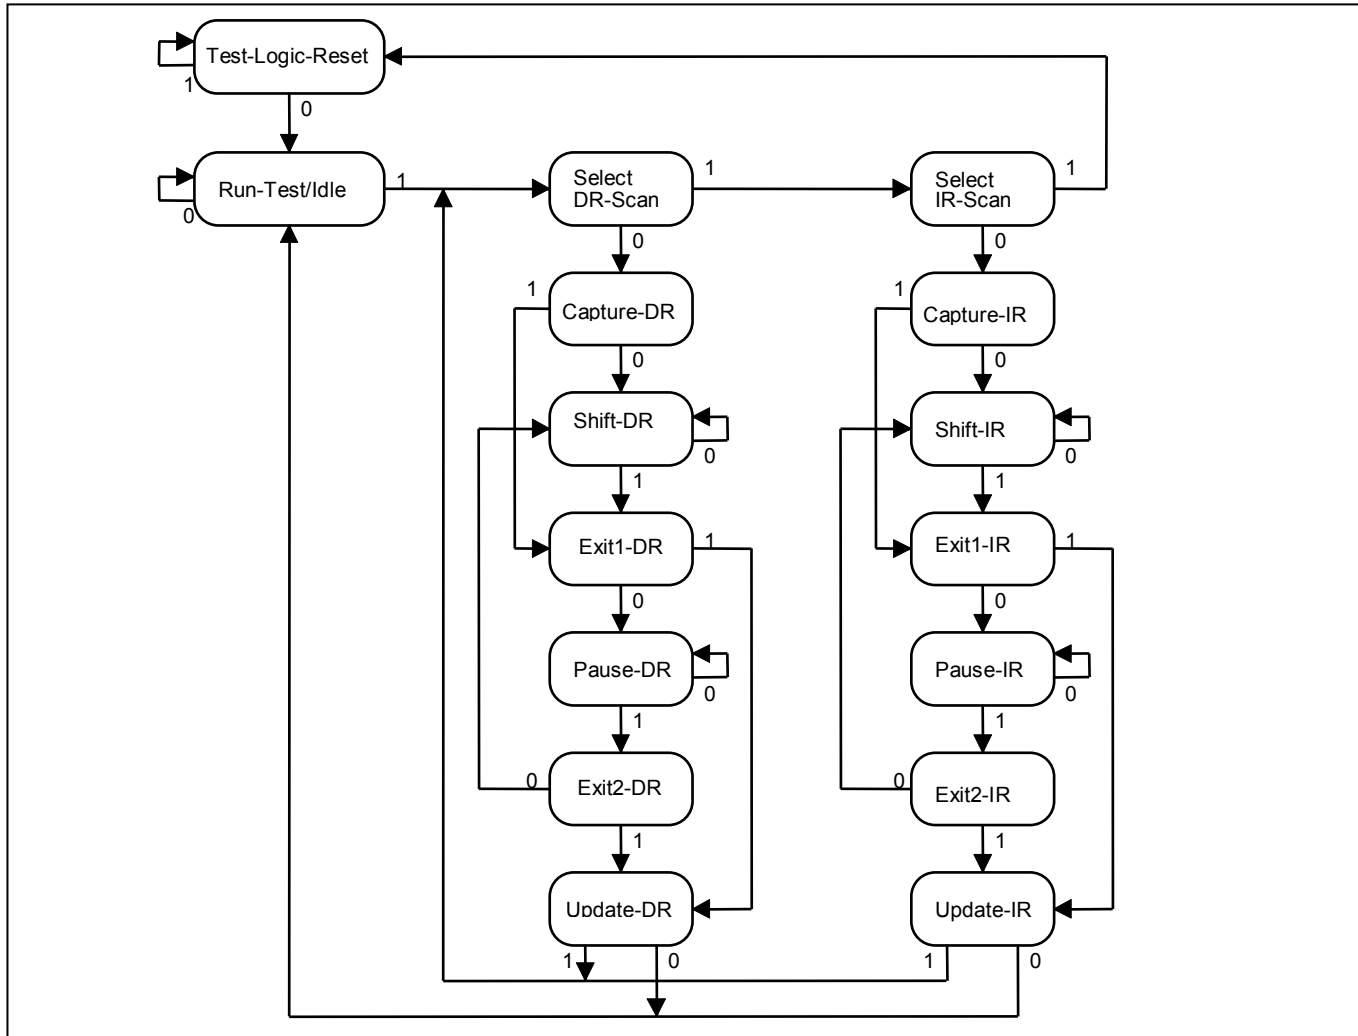 Test-Logic-Reset
1
0
Run-Test/Idle
0
1
Select
DR-Scan
1
0
Select
IR-Scan
1
0
1
Capture-DR
0
1
Capture-IR
0
Shift-DR
0
1
Shift-IR
0
1
Exit1-DR
1
0
Exit1-IR
1
0
Pause-DR
0
1
Pause-IR
0
1
0
Exit2-DR
1
0
Exit2-IR
1
Update-DR
1
0
Update-IR
1
0